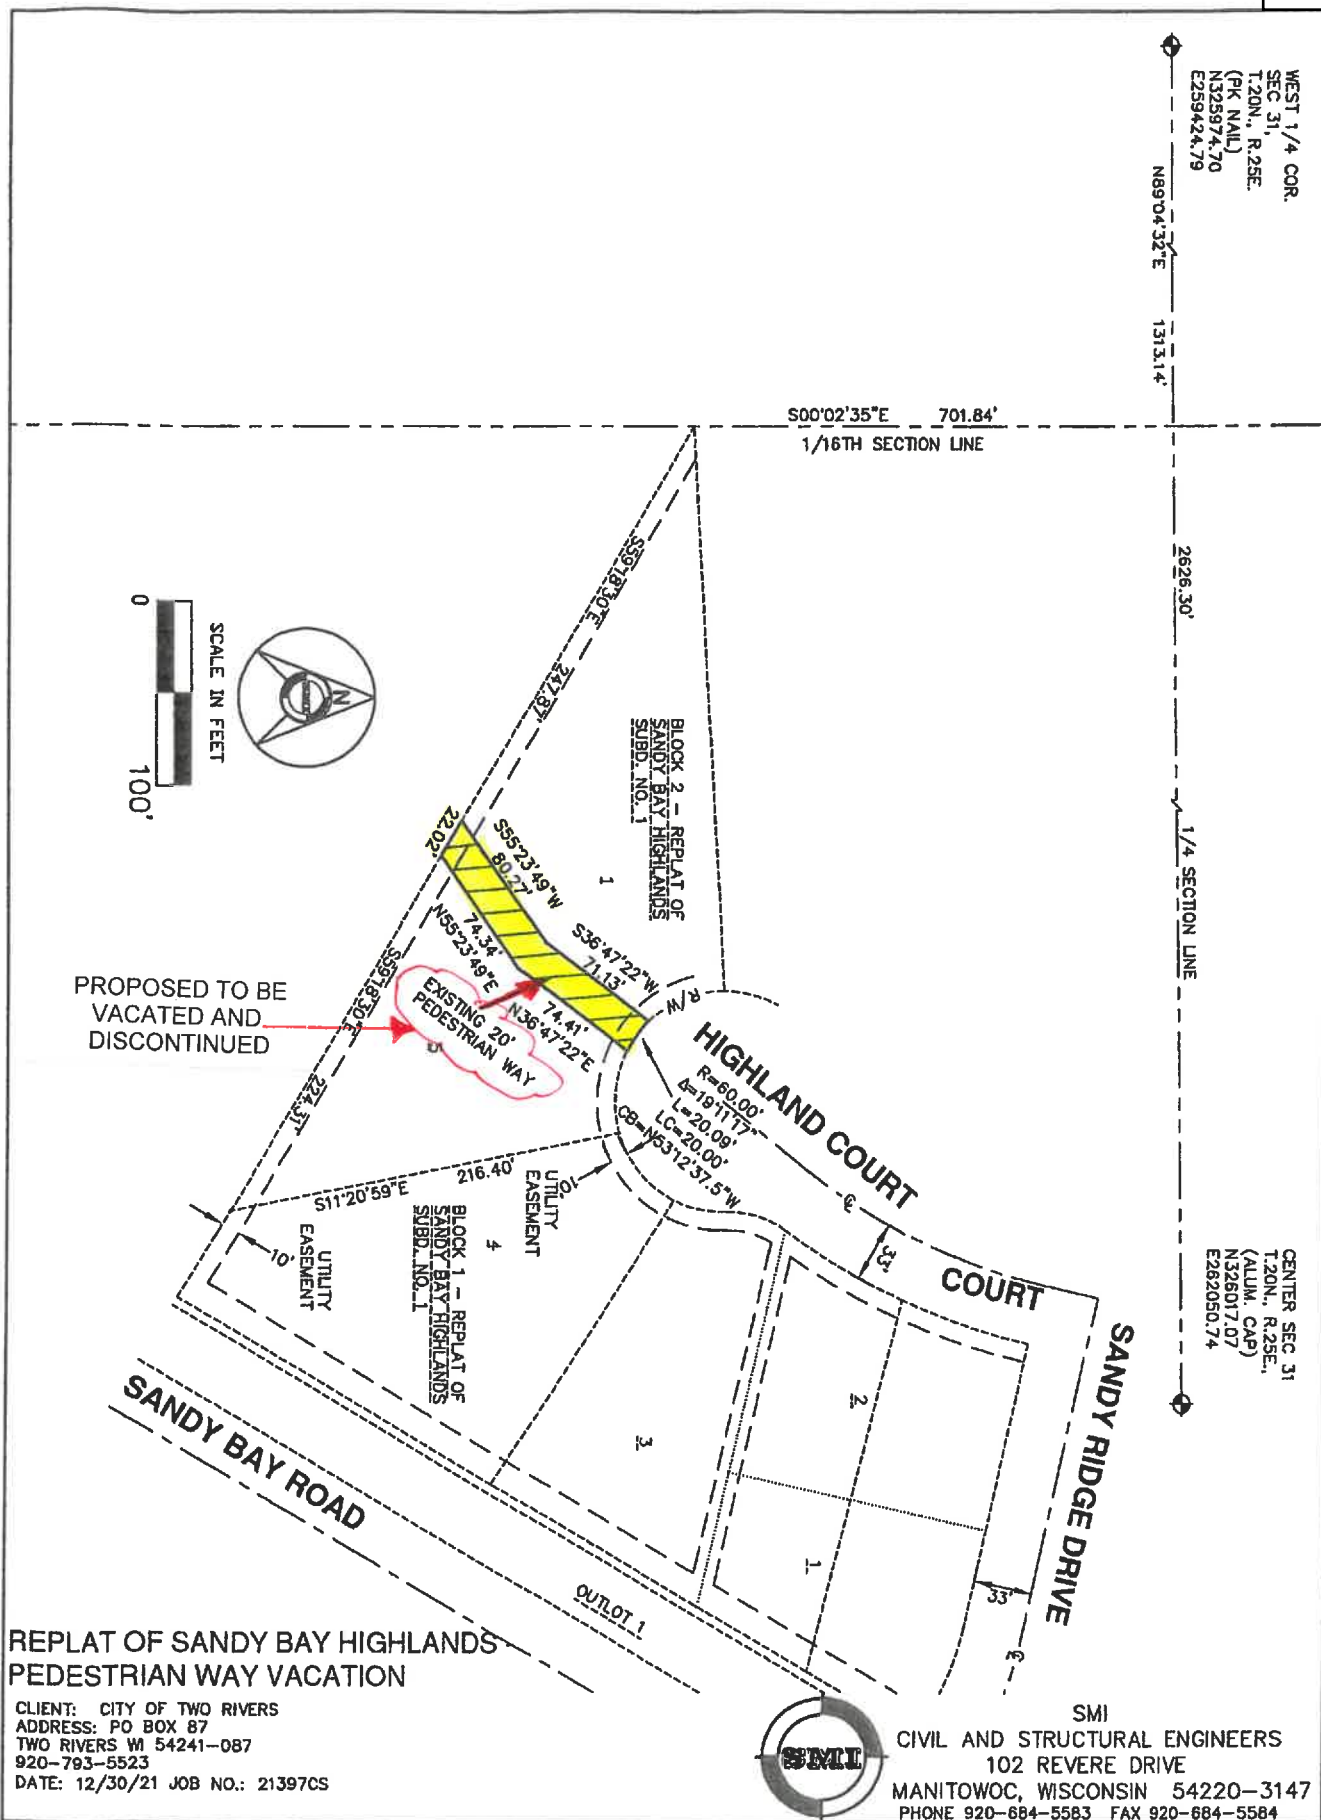 WEST 1/4 COR.
SEC 31,
T.20N., R.25E.
(PK NAIL)
N325974.70
E259424.79
N89°04'32"E 1313.14'
2626.30'
1/4 SECTION LINE
CENTER SEC 31
T.20N., R.25E.,
(ALUM. CAP)
N326017.07
E262050.74
S00°02'35"E 701.84'
1/16TH SECTION LINE
S59°18'30"E 247.87'
SCALE IN FEET
0 100'
N
BLOCK 2 - REPLAT OF
SANDY BAY HIGHLANDS
SUBD. NO. 1
1
22.02'
S55°23'49"W
80.27'
S36°47'22"W
71.13'
74.34'
N55°23'49"E
74.41'
N36°47'22"E
R/W
EXISTING 20'
PEDESTRIAN WAY
PROPOSED TO BE
VACATED AND
DISCONTINUED
5
S59°18'30"E 224.31'
HIGHLAND COURT
R=60.00'
Δ=19°11'17"
L=20.09'
LC=20.00'
CB=N53°12'37.5"W
S11°20'59"E 216.40'
UTILITY
EASEMENT
10'
4
BLOCK 1 - REPLAT OF
SANDY BAY HIGHLANDS
SUBD. NO. 1
UTILITY
EASEMENT
10'
℄
33'
COURT
SANDY RIDGE DRIVE
2
3
1
33'
℄
SANDY BAY ROAD
OUTLOT 1
REPLAT OF SANDY BAY HIGHLANDS
PEDESTRIAN WAY VACATION
CLIENT: CITY OF TWO RIVERS
ADDRESS: PO BOX 87
TWO RIVERS WI 54241-087
920-793-5523
DATE: 12/30/21 JOB NO.: 21397CS
SMI
SMI
CIVIL AND STRUCTURAL ENGINEERS
102 REVERE DRIVE
MANITOWOC, WISCONSIN 54220-3147
PHONE 920-684-5583 FAX 920-684-5584